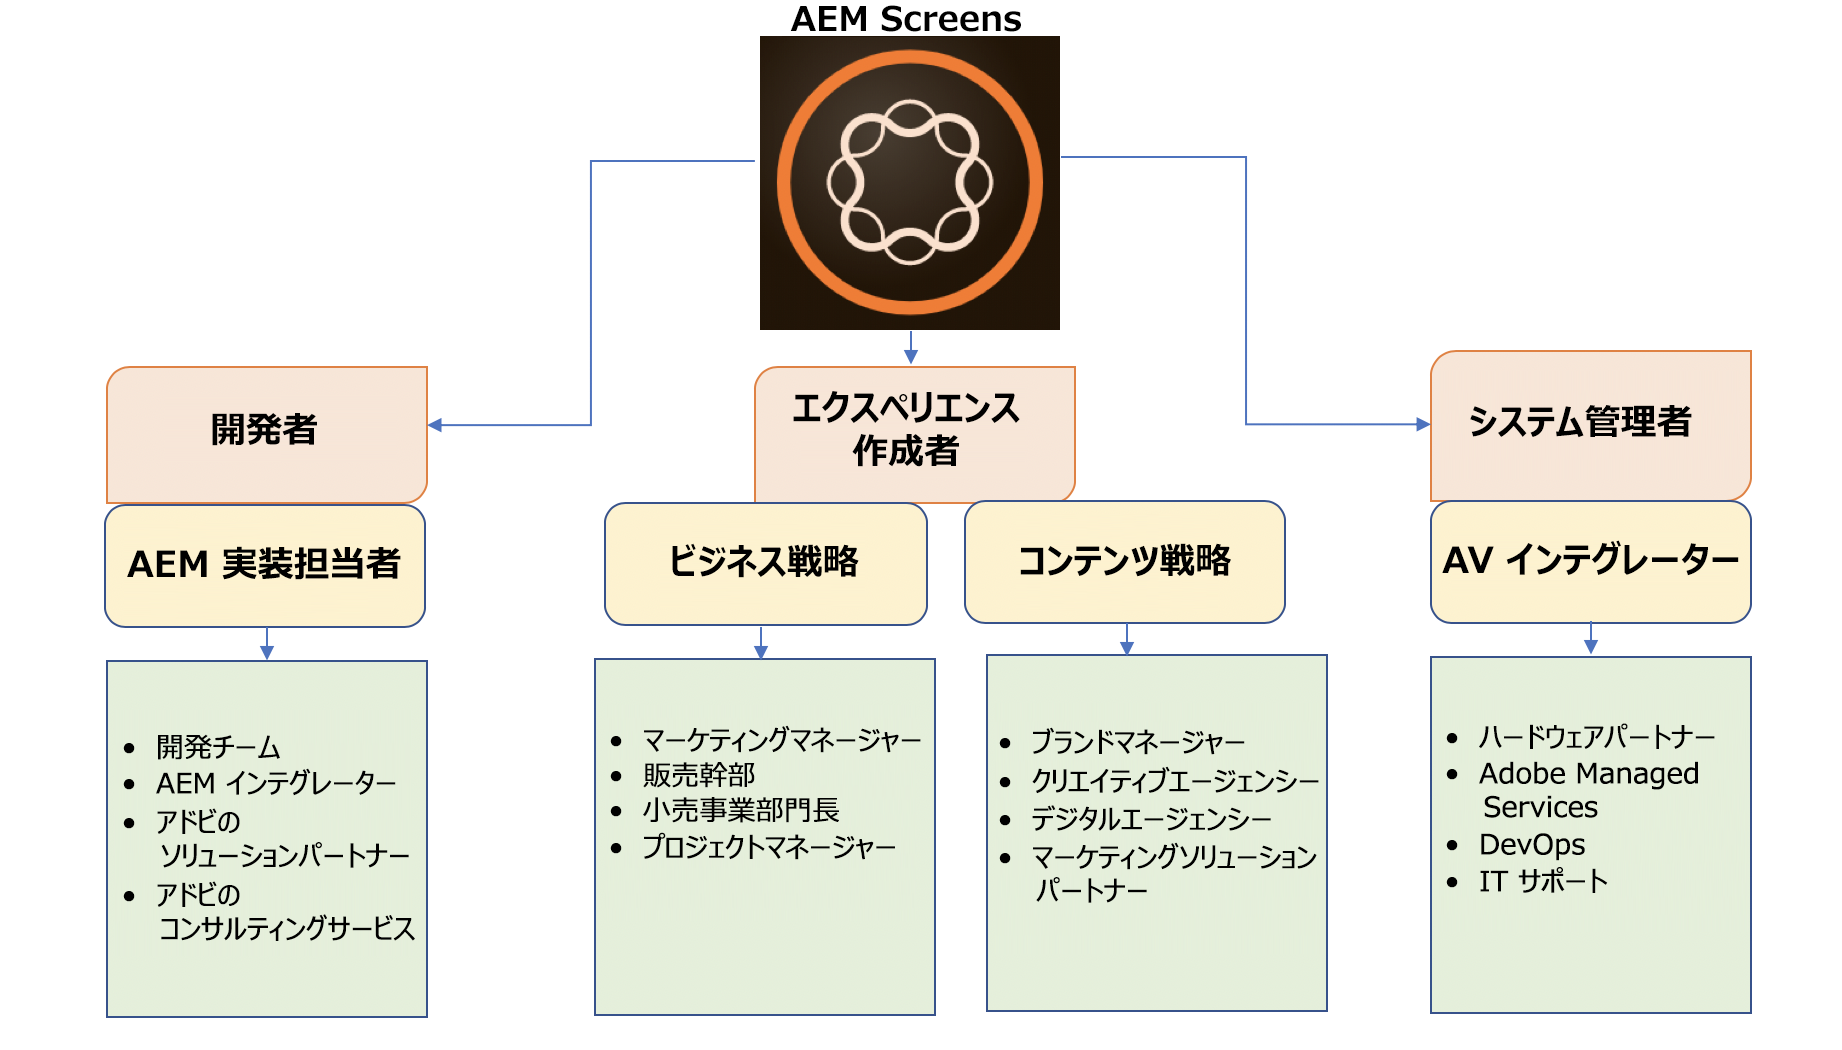 AEM Screens
開発者
エクスペリエンス
作成者
システム管理者
AEM 実装担当者
ビジネス戦略
コンテンツ戦略
AV インテグレーター
• 開発チーム
• AEM インテグレーター
• アドビの
ソリューションパートナー
• アドビの
コンサルティングサービス
• マーケティングマネージャー
• 販売幹部
• 小売事業部門長
• プロジェクトマネージャー
• ブランドマネージャー
• クリエイティブエージェンシー
• デジタルエージェンシー
• マーケティングソリューション
パートナー
• ハードウェアパートナー
• Adobe Managed
Services
• DevOps
• IT サポート